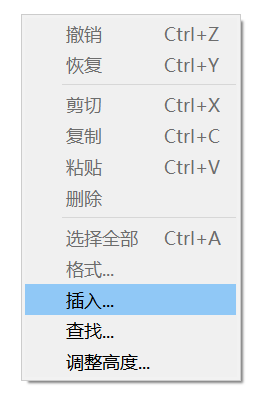 撤销 Ctrl+Z
恢复 Ctrl+Y
剪切 Ctrl+X
复制 Ctrl+C
粘贴 Ctrl+V
删除
选择全部 Ctrl+A
格式...
插入...
查找...
调整高度...